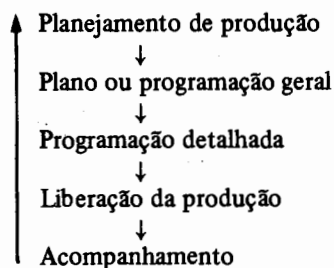 Planejamento de produção
Plano ou programação geral
Programação detalhada
Liberação da produção
Acompanhamento